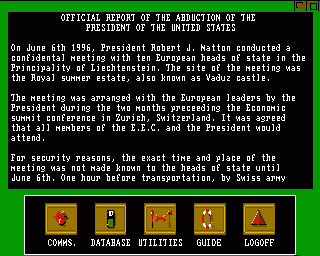 OFFICIAL REPORT OF THE ABDUCTION OF THE
PRESIDENT OF THE UNITED STATES
On June 6th 1996, President Robert J. Matton conducted a
confidental meeting with ten European heads of state in the
Principality of Liechtenstein. The site of the meeting was
the Royal summer estate, also known as Vaduz castle.
The meeting was arranged with the European leaders by the
President during the two months preceeding the Economic
summit conference in Zurich, Switzerland. It was agreed
that all members of the E.E.C. and the President would
attend.
For security reasons, the exact time and place of the
meeting was not made known to the heads of state until
June 6th. One hour before transportation, by Swiss army
COMMS. DATABASE UTILITIES GUIDE LOGOFF